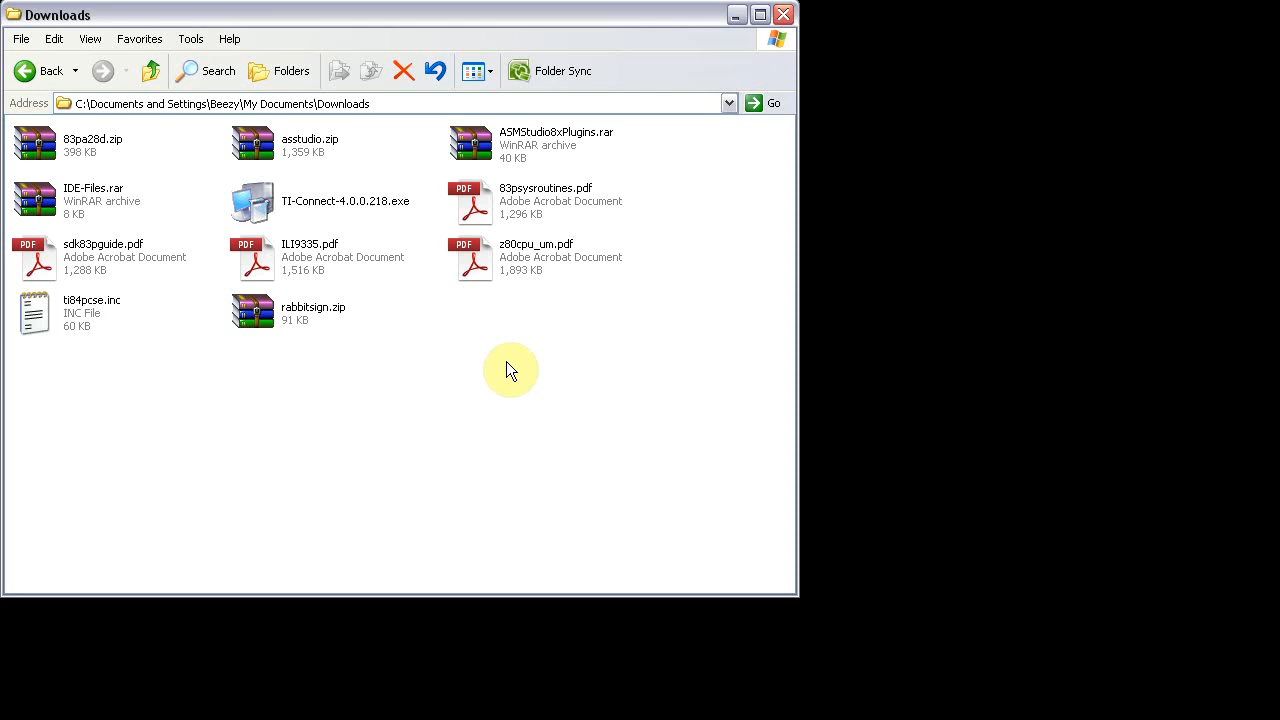 Downloads
File Edit View Favorites Tools Help
Back Search Folders Folder Sync
Address C:\Documents and Settings\Beezy\My Documents\Downloads Go
83pa28d.zip
398 KB
asstudio.zip
1,359 KB
ASMStudio8xPlugins.rar
WinRAR archive
40 KB
IDE-Files.rar
WinRAR archive
8 KB
TI-Connect-4.0.0.218.exe
PDF
83psysroutines.pdf
Adobe Acrobat Document
1,296 KB
PDF
sdk83pguide.pdf
Adobe Acrobat Document
1,288 KB
PDF
ILI9335.pdf
Adobe Acrobat Document
1,516 KB
PDF
z80cpu_um.pdf
Adobe Acrobat Document
1,893 KB
ti84pcse.inc
INC File
60 KB
rabbitsign.zip
91 KB